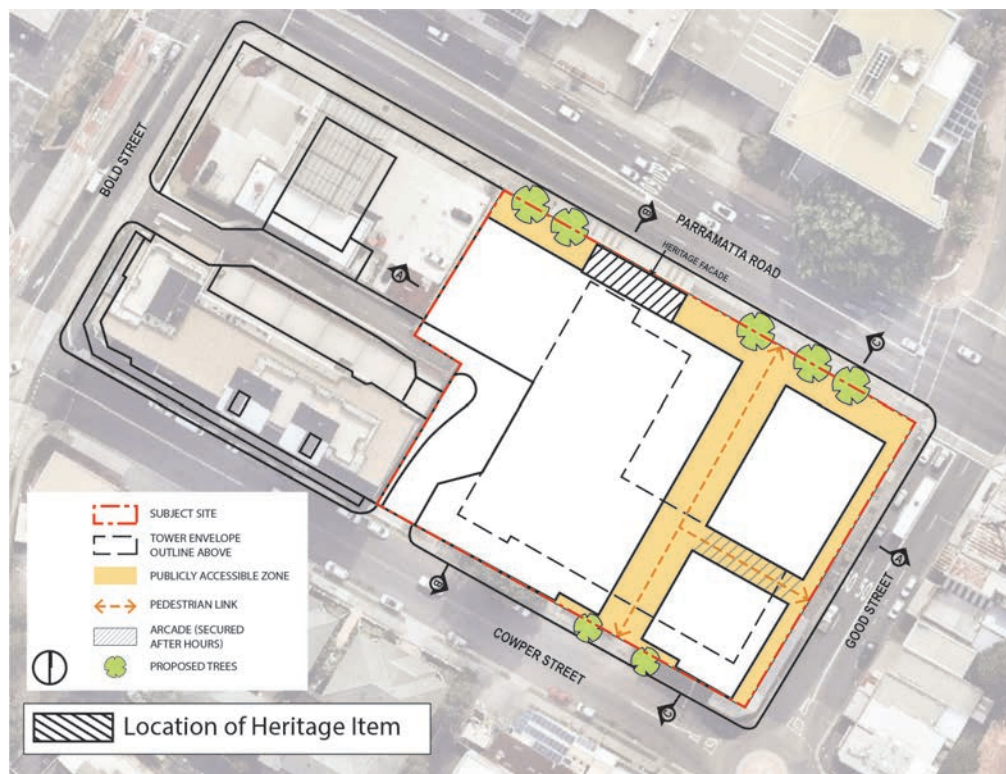 BOLD STREET
PARRAMATTA ROAD
HERITAGE FACADE
B
A
C
GOOD STREET
A
B
COWPER STREET
C
SUBJECT SITE
TOWER ENVELOPE
OUTLINE ABOVE
PUBLICLY ACCESSIBLE ZONE
PEDESTRIAN LINK
ARCADE (SECURED
AFTER HOURS)
PROPOSED TREES
Location of Heritage Item